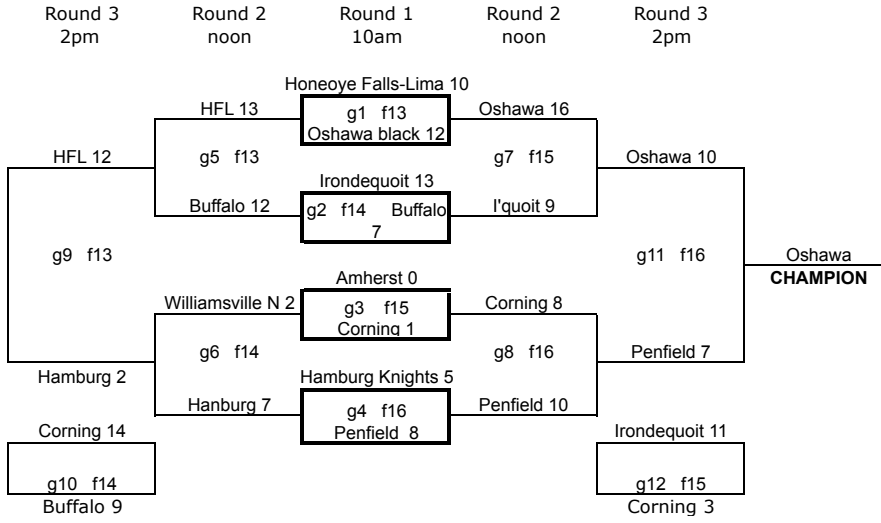 Round 3 Round 2 Round 1 Round 2 Round 3
2pm noon 10am noon 2pm
Honeoye Falls-Lima 10
HFL 13 g1 f13 Oshawa 16
Oshawa black 12
HFL 12 g5 f13 g7 f15 Oshawa 10
Irondequoit 13
Buffalo 12 g2 f14 Buffalo I'quoit 9
7
g9 f13 g11 f16 Oshawa
CHAMPION
Amherst 0
Williamsville N 2 g3 f15 Corning 8
Corning 1
g6 f14 g8 f16 Penfield 7
Hamburg 2 Hamburg Knights 5
Hanburg 7 g4 f16 Penfield 10
Penfield 8
Corning 14 Irondequoit 11
g10 f14 g12 f15
Buffalo 9 Corning 3